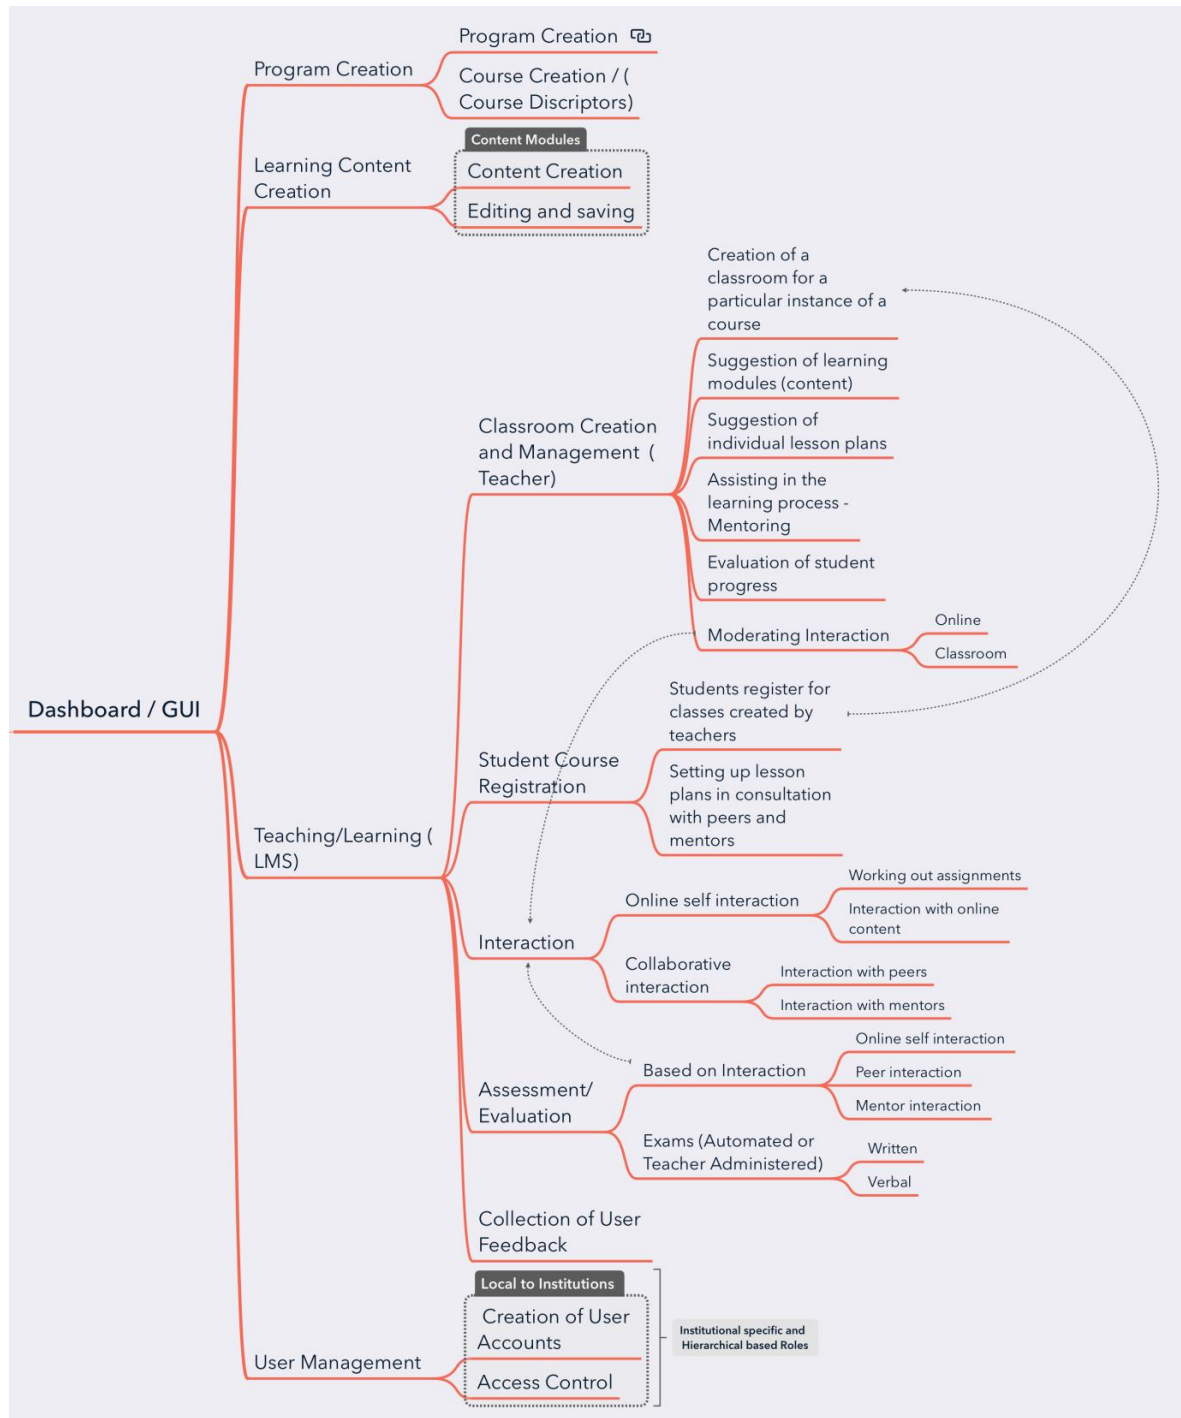 Program Creation
Program Creation
Course Creation / (
Course Discriptors)
Learning Content
Creation
Content Modules
Content Creation
Editing and saving
Creation of a
classroom for a
particular instance of a
course
Suggestion of learning
modules (content)
Suggestion of
individual lesson plans
Classroom Creation
and Management (
Teacher)
Assisting in the
learning process -
Mentoring
Evaluation of student
progress
Moderating Interaction
Online
Classroom
Dashboard / GUI
Students register for
classes created by
teachers
Student Course
Registration
Setting up lesson
plans in consultation
with peers and
mentors
Teaching/Learning (
LMS)
Interaction
Online self interaction
Working out assignments
Interaction with online
content
Collaborative
interaction
Interaction with peers
Interaction with mentors
Assessment/
Evaluation
Based on Interaction
Online self interaction
Peer interaction
Mentor interaction
Exams (Automated or
Teacher Administered)
Written
Verbal
Collection of User
Feedback
User Management
Local to Institutions
Creation of User
Accounts
Access Control
Institutional specific and
Hierarchical based Roles